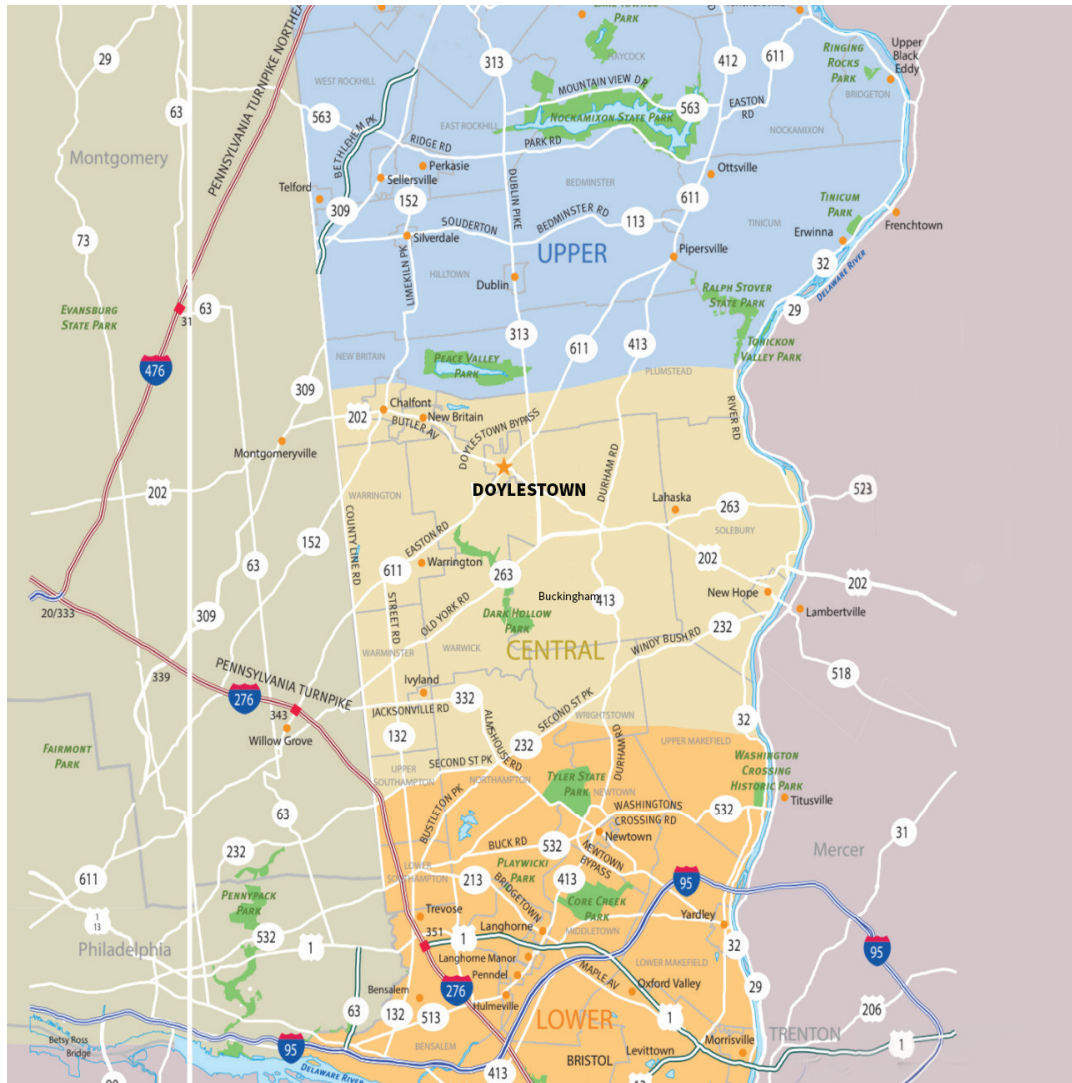 PARK
313
412
611
RINGING
ROCKS
PARK
Upper
Black
Eddy
29
63
PENNSYLVANIA TURNPIKE NORTHEA
WEST ROCKHILL
HAYCOCK
MOUNTAIN VIEW DR
BRIDGETON
563
BETHLEHEM PK
EAST ROCKHILL
NOCKAMIXON STATE PARK
563
EASTON
RD
NOCKAMIXON
RIDGE RD
PARK RD
Montgomery
Perkasie
Sellersville
Telford
152
DUBLIN PIKE
BEDMINSTER
Ottsville
611
309
SOUDERTON
BEDMINSTER RD
113
TINICUM
TINICUM
PARK
Frenchtown
Erwinna
73
Silverdale
UPPER
Pipersville
32
DELAWARE RIVER
LIMEKILN PK
HILLTOWN
Dublin
RALPH STOVER
STATE PARK
29
EVANSBURG
STATE PARK
63
31
313
611
413
TOHICKON
VALLEY PARK
NEW BRITAIN
PEACE VALLEY
PARK
PLUMSTEAD
476
309
Chalfont
202
New Britain
BUTLER AV
DOYLESTOWN BYPASS
RIVER RD
Montgomeryville
DOYLESTOWN
DURHAM RD
202
WARRINGTON
Lahaska
263
523
SOLEBURY
COUNTY LINE RD
152
EASTON RD
63
611
Warrington
263
202
202
Buckingham
413
New Hope
Lambertville
20/333
309
STREET RD
OLD YORK RD
DARK HOLLOW
PARK
232
WINDY BUSH RD
WARMINSTER
WARWICK
CENTRAL
339
PENNSYLVANIA TURNPIKE
518
276
343
Ivyland
332
JACKSONVILLE RD
SECOND ST PK
WRIGHTSTOWN
32
Willow Grove
132
ALMSHOUSE RD
232
DURHAM RD
UPPER MAKEFIELD
FAIRMONT
PARK
UPPER
SOUTHAMPTON
SECOND ST PK
NORTHAMPTON
TYLER STATE
PARK
NEWTOWN
WASHINGTON
CROSSING
HISTORIC PARK
Titusville
63
BUSTLETON PK
WASHINGTONS
CROSSING RD
532
Newtown
31
232
BUCK RD
532
NEWTOWN
BYPASS
Mercer
LOWER
SOUTHAMPTON
PLAYWICKI
PARK
611
213
BRIDGETOWN
413
95
PENNYPACK
PARK
CORE CREEK
PARK
1
13
Trevose
Yardley
Philadelphia
532
1
351
1
Langhorne
MIDDLETOWN
32
95
Langhorne Manor
LOWER MAKEFIELD
Penndel
MAPLE AV
Oxford Valley
29
Bensalem
276
Hulmeville
63
132
513
LOWER
1
206
Betsy Ross
Bridge
95
BENSALEM
Morrisville
TRENTON
1
Levittown
BRISTOL
DELAWARE RIVER
413